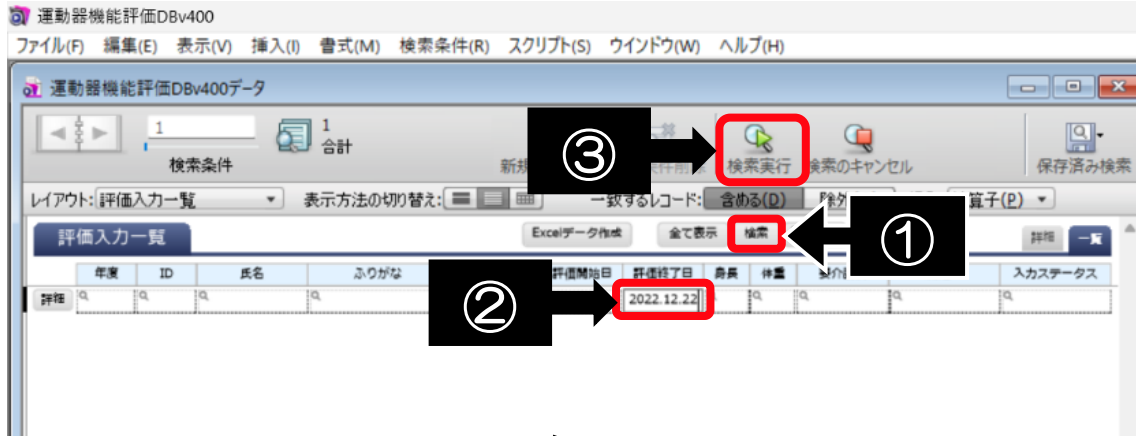 運動器機能評価DBv400
ファイル(F) 編集(E) 表示(V) 挿入(I) 書式(M) 検索条件(R) スクリプト(S) ウインドウ(W) ヘルプ(H)
運動器機能評価DBv400データ
1
検索条件
1
合計
新規
③
条件削除
検索実行
検索のキャンセル
保存済み検索
レイアウト: 評価入力一覧
表示方法の切り替え:
一致するレコード: 含める(D) 除外
算子(P)
評価入力一覧
Excelデータ作成
全て表示
検索
①
詳細
一覧
年度 ID 氏名 ふりがな 評価開始日 評価終了日 身長 体重 入力ステータス
詳細
②
2022.12.22